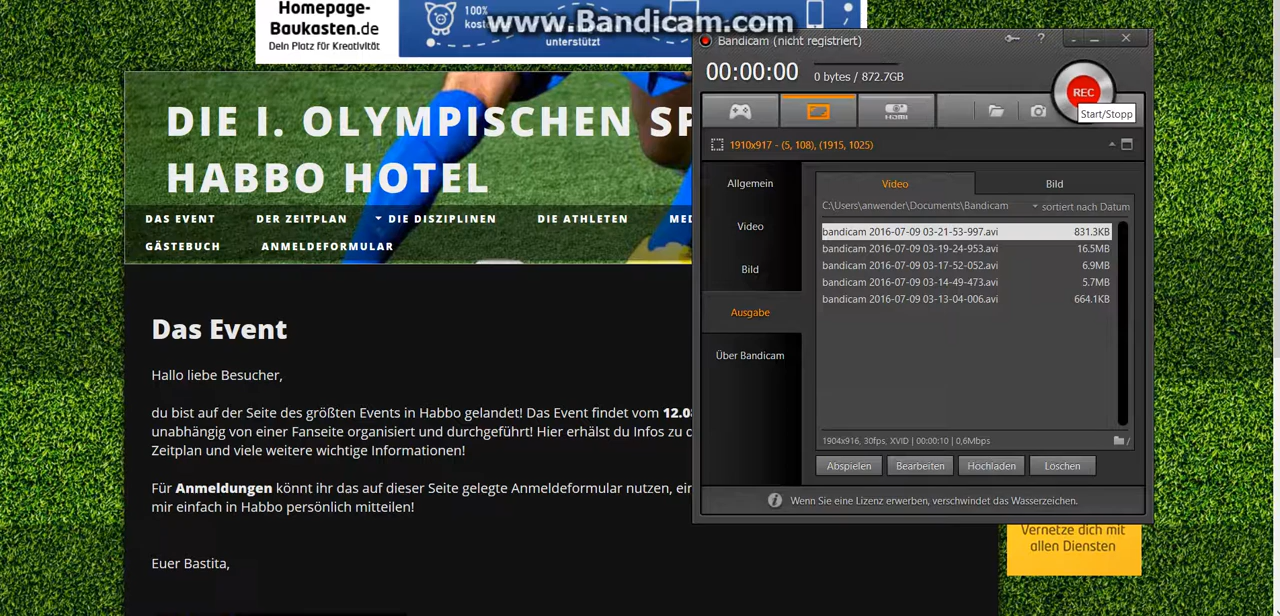 Homepage-
Baukasten.de
Dein Platz für Kreativität
100%
unterstützt
www.Bandicam.com
DIE I. OLYMPISCHEN SP
HABBO HOTEL
DAS EVENT
DER ZEITPLAN
DIE DISZIPLINEN
DIE ATHLETEN
MED
GÄSTEBUCH
ANMELDEFORMULAR
Das Event
Hallo liebe Besucher,
du bist auf der Seite des größten Events in Habbo gelandet! Das Event findet vom 12.0
unabhängig von einer Fanseite organisiert und durchgeführt! Hier erhälst du Infos zu d
Zeitplan und viele weitere wichtige Informationen!
Für Anmeldungen könnt ihr das auf dieser Seite gelegte Anmeldeformular nutzen, ein
mir einfach in Habbo persönlich mitteilen!
Euer Bastita,
Bandicam (nicht registriert)
?
00:00:00
0 bytes / 872.7GB
REC
Start/Stopp
HDMI
1910x917 - (5, 108), (1915, 1025)
Allgemein
Video
Bild
Ausgabe
Über Bandicam
Video
Bild
C:\Users\anwender\Documents\Bandicam
sortiert nach Datum
bandicam 2016-07-09 03-21-53-997.avi 831.3KB
bandicam 2016-07-09 03-19-24-953.avi 16.5MB
bandicam 2016-07-09 03-17-52-052.avi 6.9MB
bandicam 2016-07-09 03-14-49-473.avi 5.7MB
bandicam 2016-07-09 03-13-04-006.avi 664.1KB
1904x916, 30fps, XVID | 00:00:10 | 0,6Mbps
/
Abspielen
Bearbeiten
Hochladen
Löschen
Wenn Sie eine Lizenz erwerben, verschwindet das Wasserzeichen.
Vernetze dich mit
allen Diensten